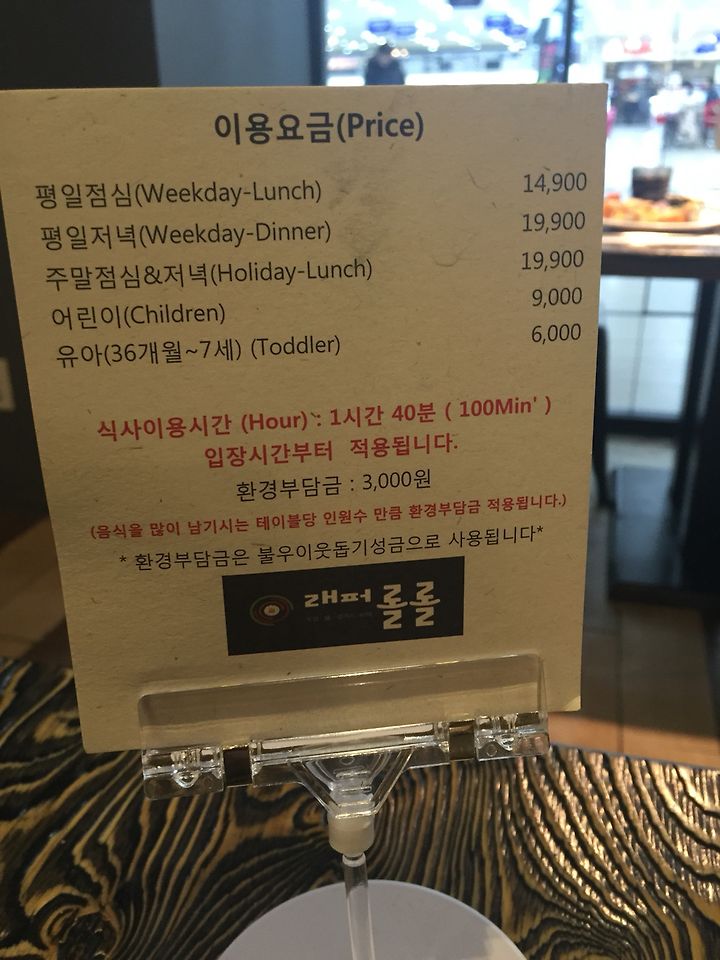 이용요금(Price)
평일점심(Weekday-Lunch) 14,900
평일저녁(Weekday-Dinner) 19,900
주말점심&저녁(Holiday-Lunch) 19,900
어린이(Children) 9,000
유아(36개월~7세) (Toddler) 6,000
식사이용시간 (Hour) : 1시간 40분 ( 100Min' )
입장시간부터 적용됩니다.
환경부담금 : 3,000원
(음식을 많이 남기시는 테이블당 인원수 만큼 환경부담금 적용됩니다.)
* 환경부담금은 불우이웃돕기성금으로 사용됩니다*
래퍼 롤롤